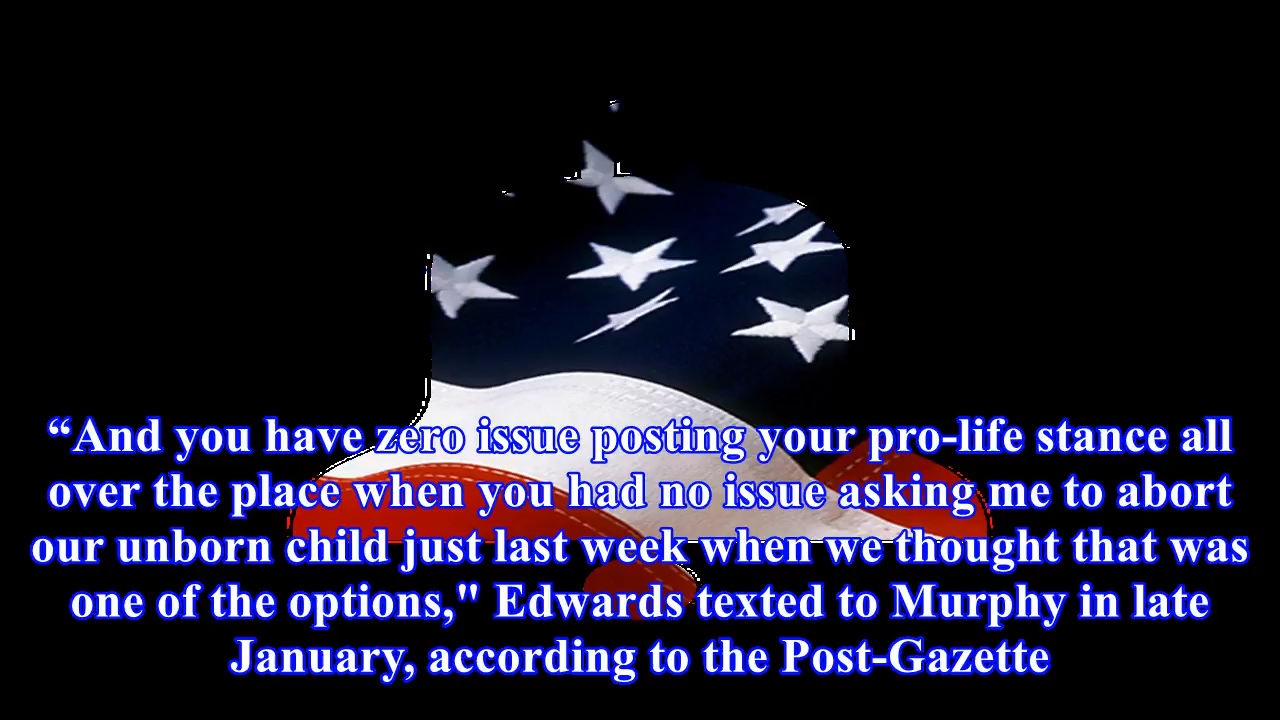 “And you have zero issue posting your pro-life stance all
over the place when you had no issue asking me to abort
our unborn child just last week when we thought that was
one of the options," Edwards texted to Murphy in late
January, according to the Post-Gazette